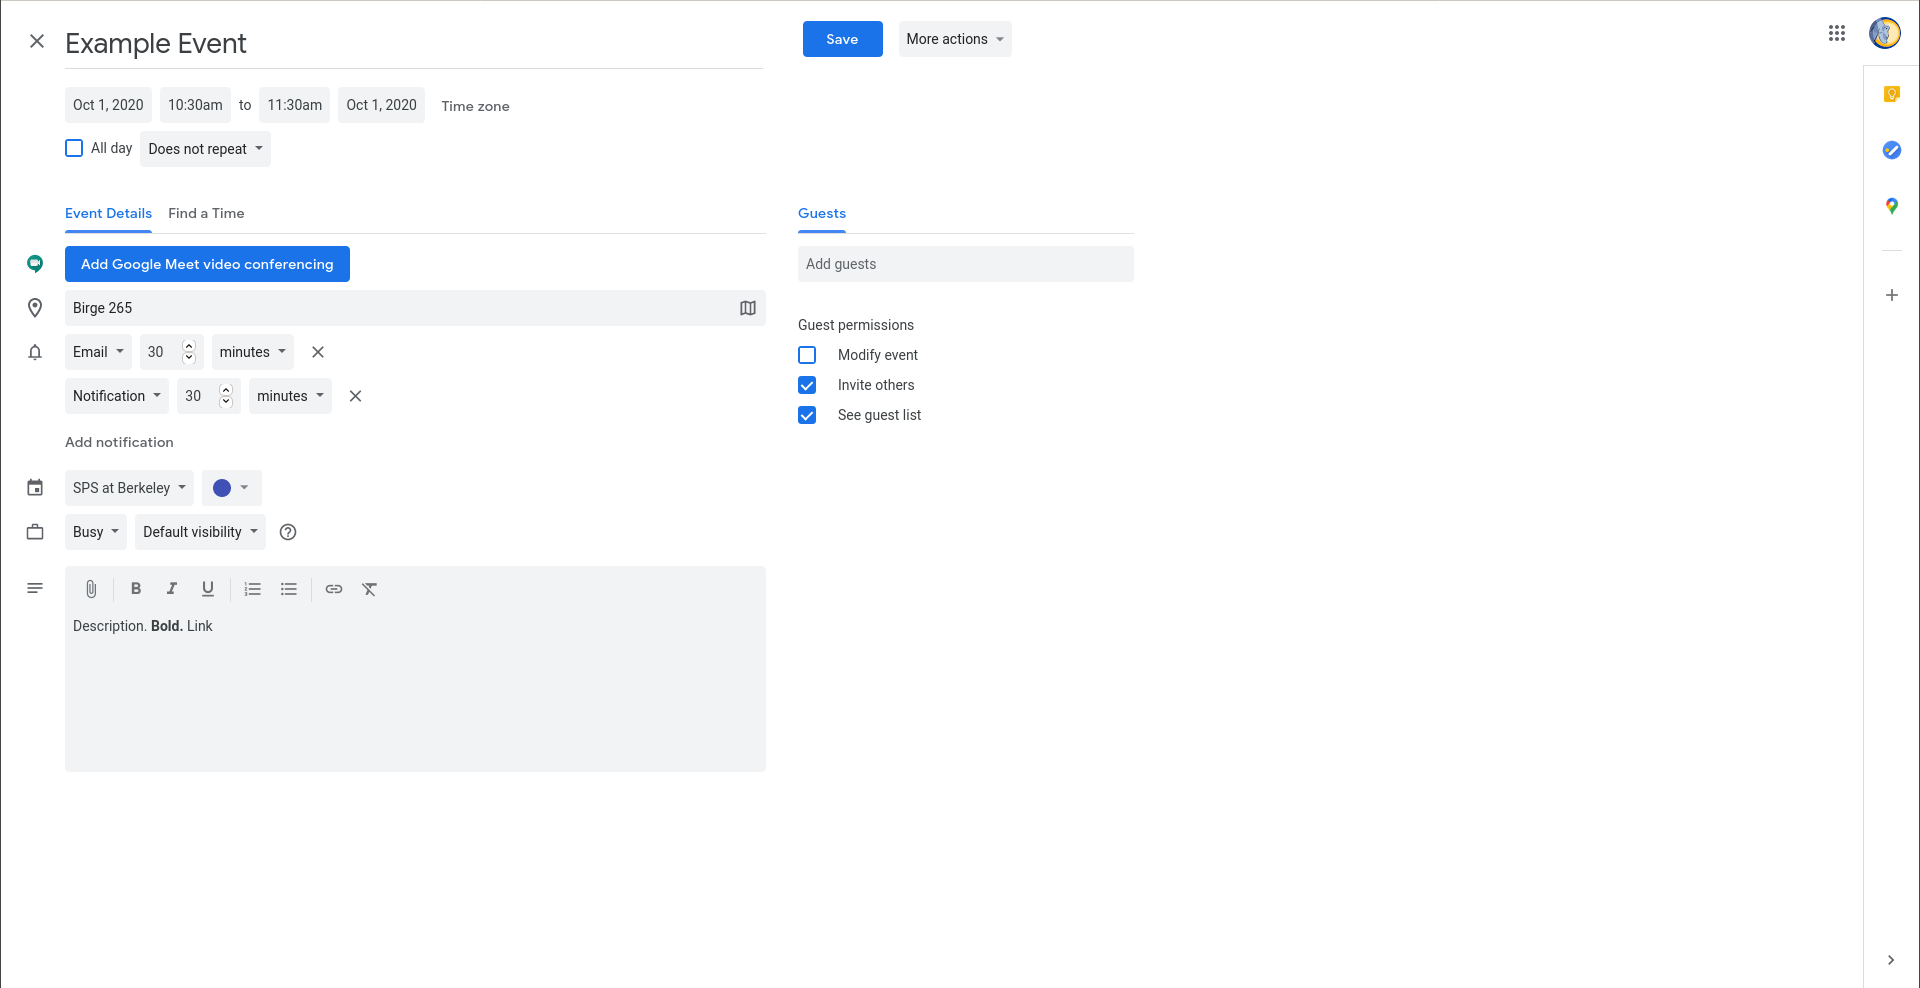 Example Event
Save
More actions
Oct 1, 2020 10:30am to 11:30am Oct 1, 2020 Time zone
All day Does not repeat
Event Details Find a Time
Guests
Add Google Meet video conferencing
Add guests
Birge 265
Guest permissions
Email 30 minutes
Modify event
Invite others
Notification 30 minutes
See guest list
Add notification
SPS at Berkeley
Busy Default visibility
B I U
Description. Bold. Link